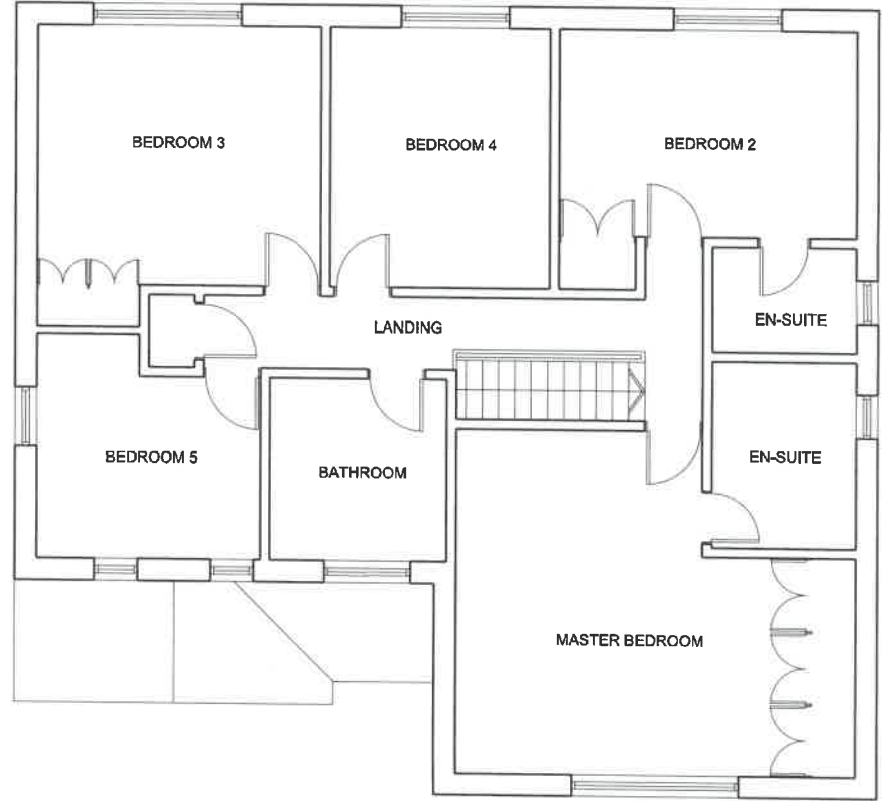 BEDROOM 3
BEDROOM 4
BEDROOM 2
EN-SUITE
LANDING
BEDROOM 5
BATHROOM
EN-SUITE
MASTER BEDROOM